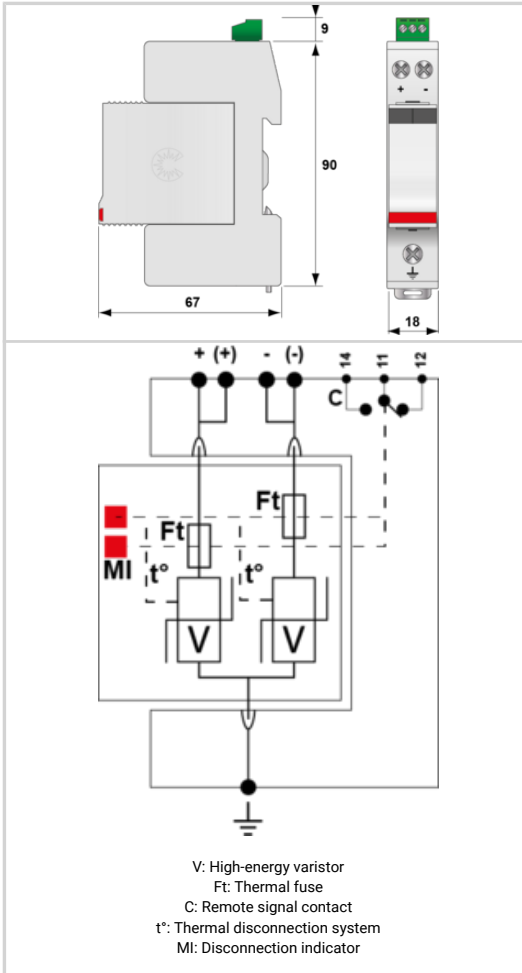 9
90
+ -
67
18
+ (+) - (-)
14
11
12
C
Ft
Ft
MI
t°
t°
V
V
V: High-energy varistor
Ft: Thermal fuse
C: Remote signal contact
t°: Thermal disconnection system
MI: Disconnection indicator